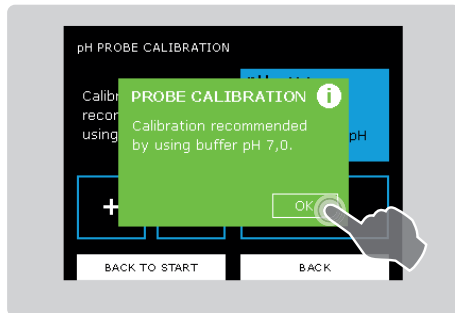 pH PROBE CALIBRATION
PROBE CALIBRATION i
Calibration recommended
by using buffer pH 7,0.
using
pH
+
OK
BACK TO START
BACK